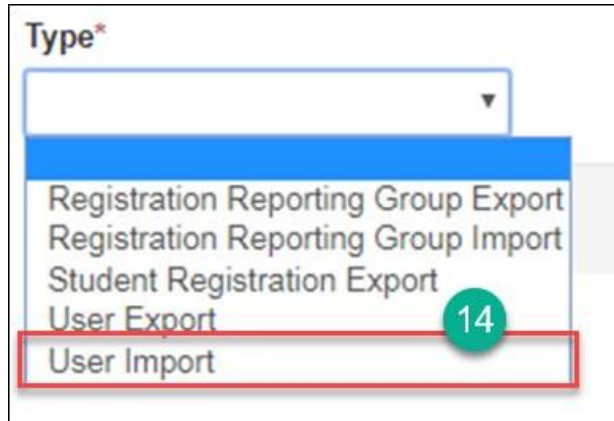 Type*
Registration Reporting Group Export
Registration Reporting Group Import
Student Registration Export
User Export
14
User Import